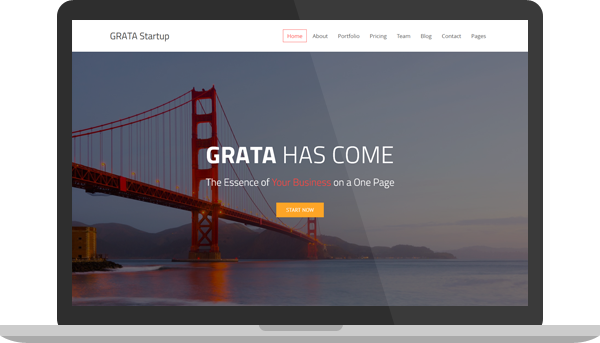 GRATA Startup
Home About Portfolio Pricing Team Blog Contact Pages
GRATA HAS COME
The Essence of Your Business on a One Page
START NOW